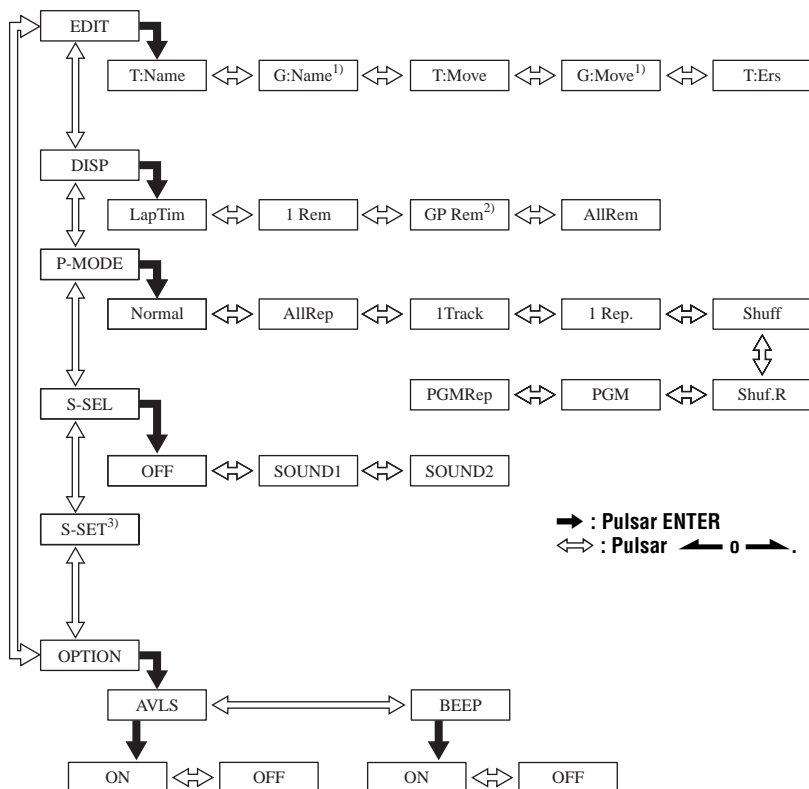 EDIT
T:Name G:Name1) T:Move G:Move1) T:Ers
DISP
LapTim 1 Rem GP Rem2) AllRem
P-MODE
Normal AllRep 1Track 1 Rep. Shuff
PGMRep PGM Shuf.R
S-SEL
OFF SOUND1 SOUND2
S-SET3)
: Pulsar ENTER
: Pulsar o .
OPTION
AVLS BEEP
ON OFF ON OFF